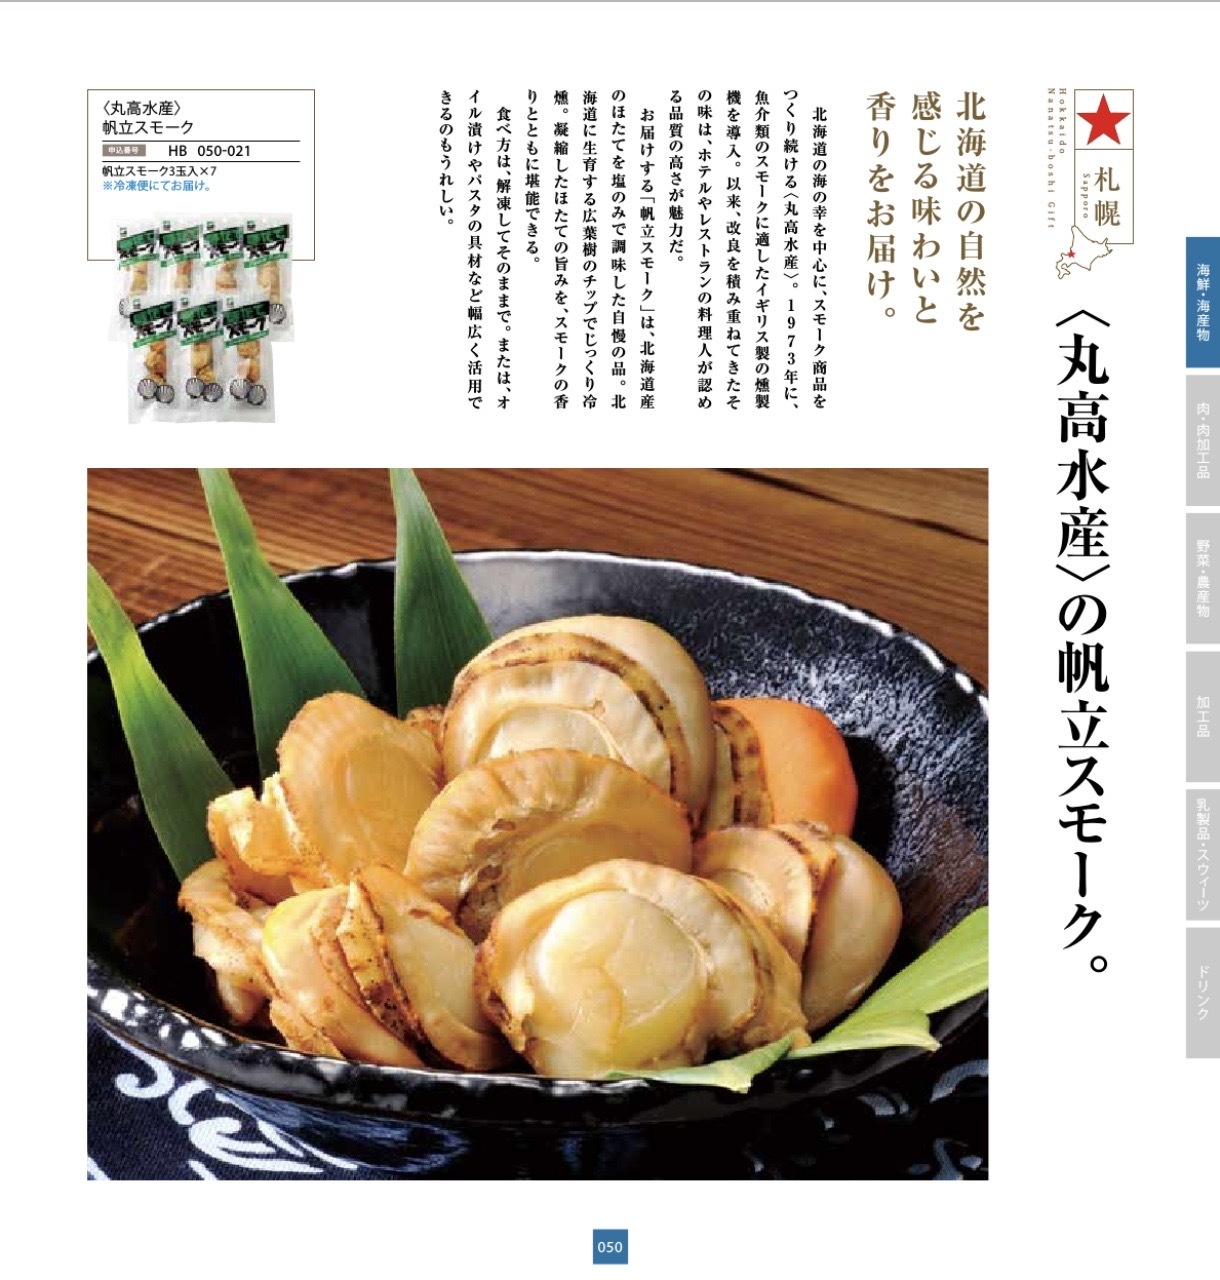 札幌
Sapporo
Hokkaido
Nanatsu-boshi Gift
〈丸高水産〉の帆立スモーク。
北海道の自然を
感じる味わいと
香りをお届け。
北海道の海の幸を中心に、スモーク商品を
つくり続ける〈丸高水産〉。1973年に、
魚介類のスモークに適したイギリス製の燻製
機を導入。以来、改良を積み重ねてきたそ
の味は、ホテルやレストランの料理人が認め
る品質の高さが魅力だ。
お届けする「帆立スモーク」は、北海道産
のほたてを塩のみで調味した自慢の品。北
海道に生育する広葉樹のチップでじっくり冷
燻。凝縮したほたての旨みを、スモークの香
りとともに堪能できる。
食べ方は、解凍してそのままで。または、オ
イル漬けやパスタの具材など幅広く活用で
きるのもうれしい。
〈丸高水産〉
帆立スモーク
申込番号 HB 050-021
帆立スモーク3玉入×7
※冷凍便にてお届け。
海鮮・海産物
肉・肉加工品
野菜・農産物
加工品
乳製品・スウィーツ
ドリンク
050